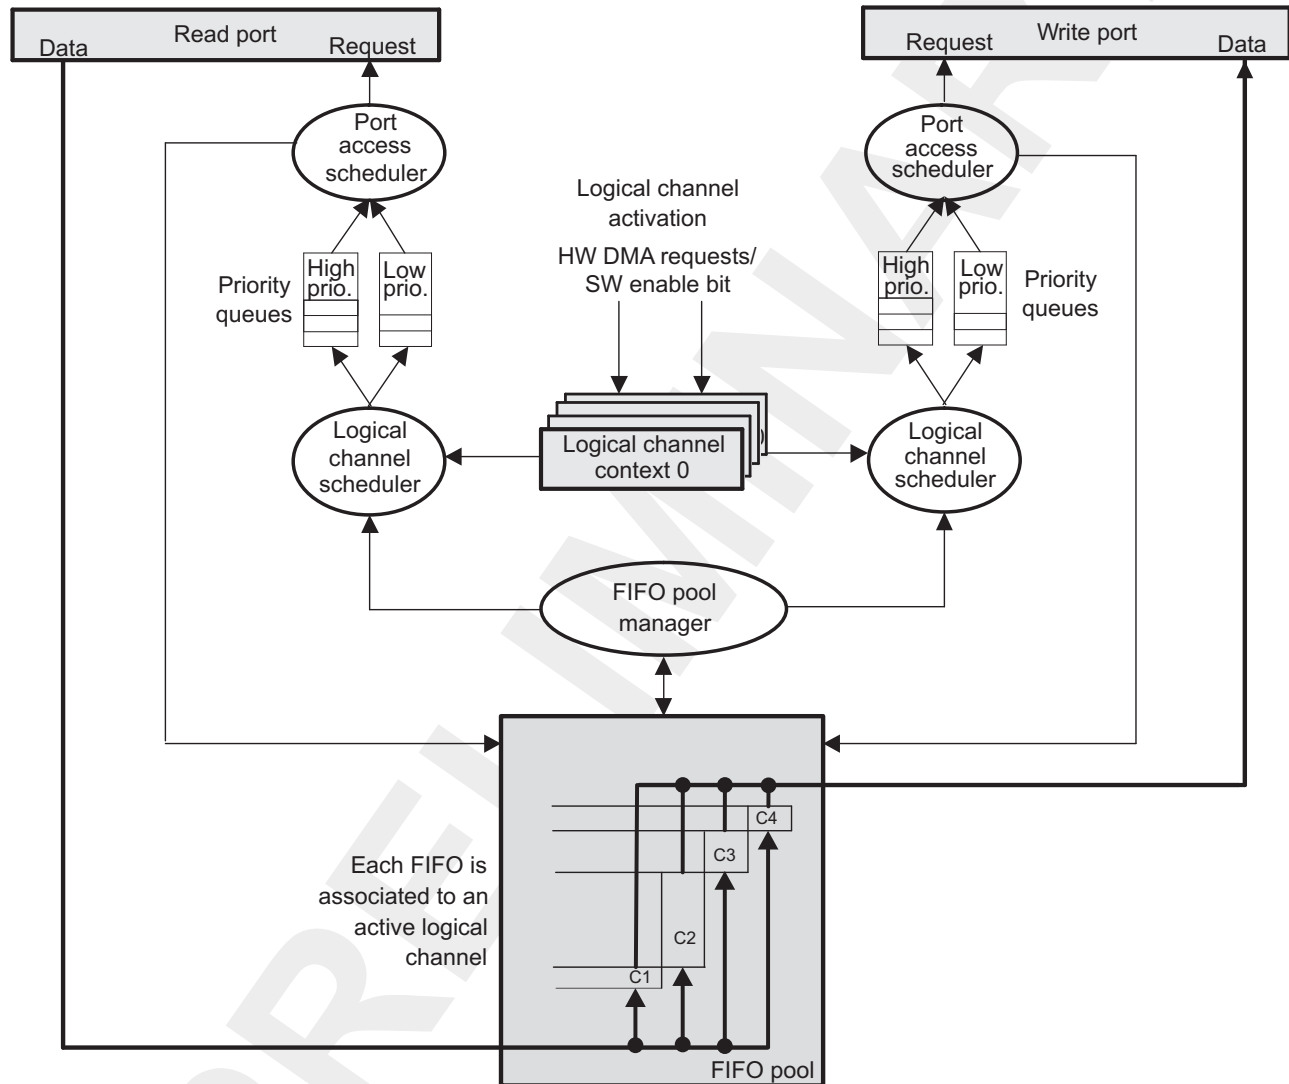 Read port
Data
Request
Write port
Request
Data
Port
access
scheduler
Port
access
scheduler
Logical channel
activation
HW DMA requests/
SW enable bit
Priority
queues
High
prio.
Low
prio.
High
prio.
Low
prio.
Priority
queues
Logical
channel
scheduler
Logical channel
context 0
Logical
channel
scheduler
FIFO pool
manager
Each FIFO is
associated to an
active logical
channel
C4
C3
C2
C1
FIFO pool